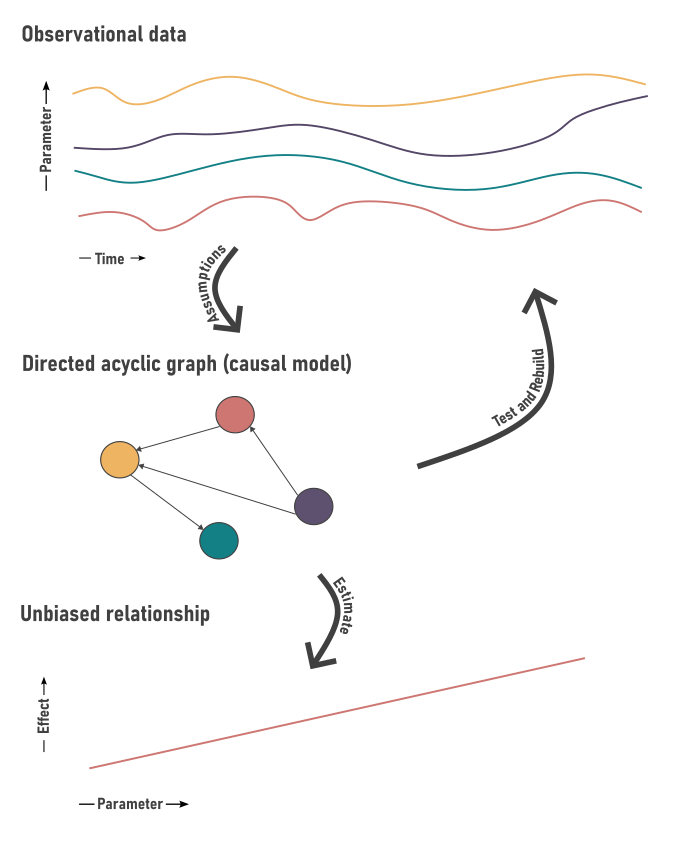 Observational data
Parameter
Time
Assumptions
Directed acyclic graph (causal model)
Test and Rebuild
Estimate
Unbiased relationship
Effect
Parameter